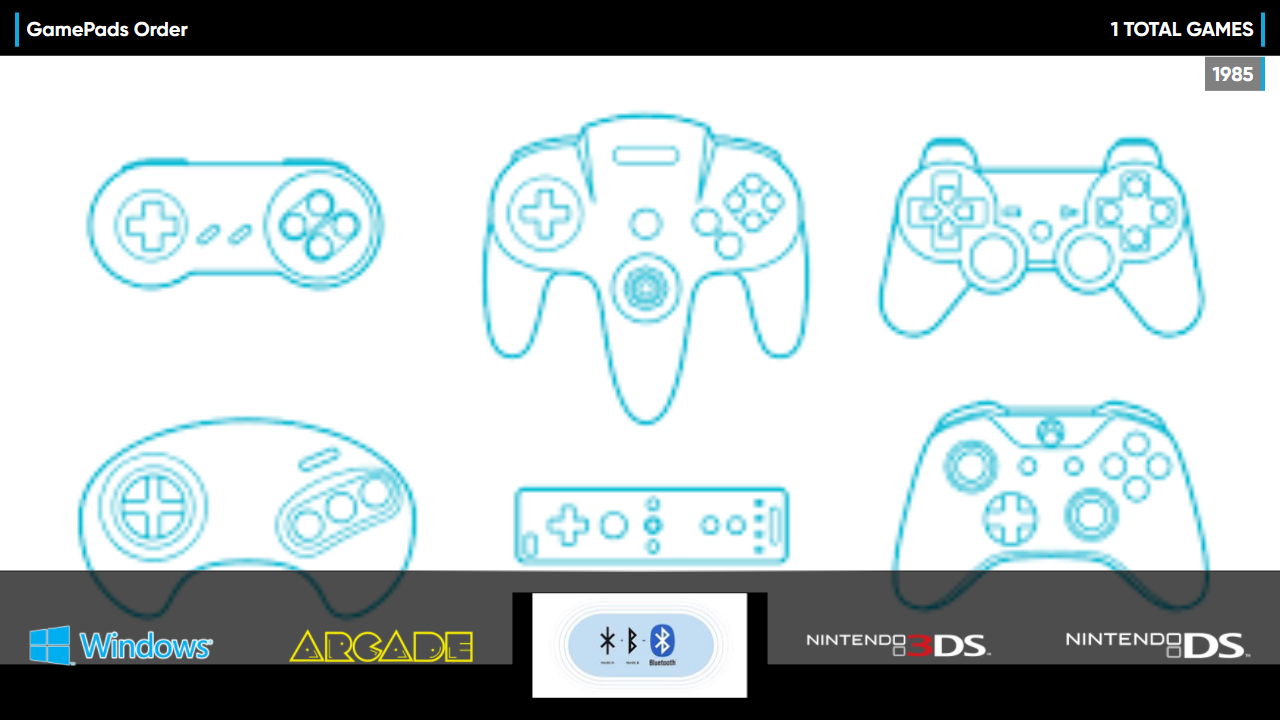 GamePads Order
1 TOTAL GAMES
1985
Windows
ARCADE
Bluetooth
NINTENDO 3DS
NINTENDO DS